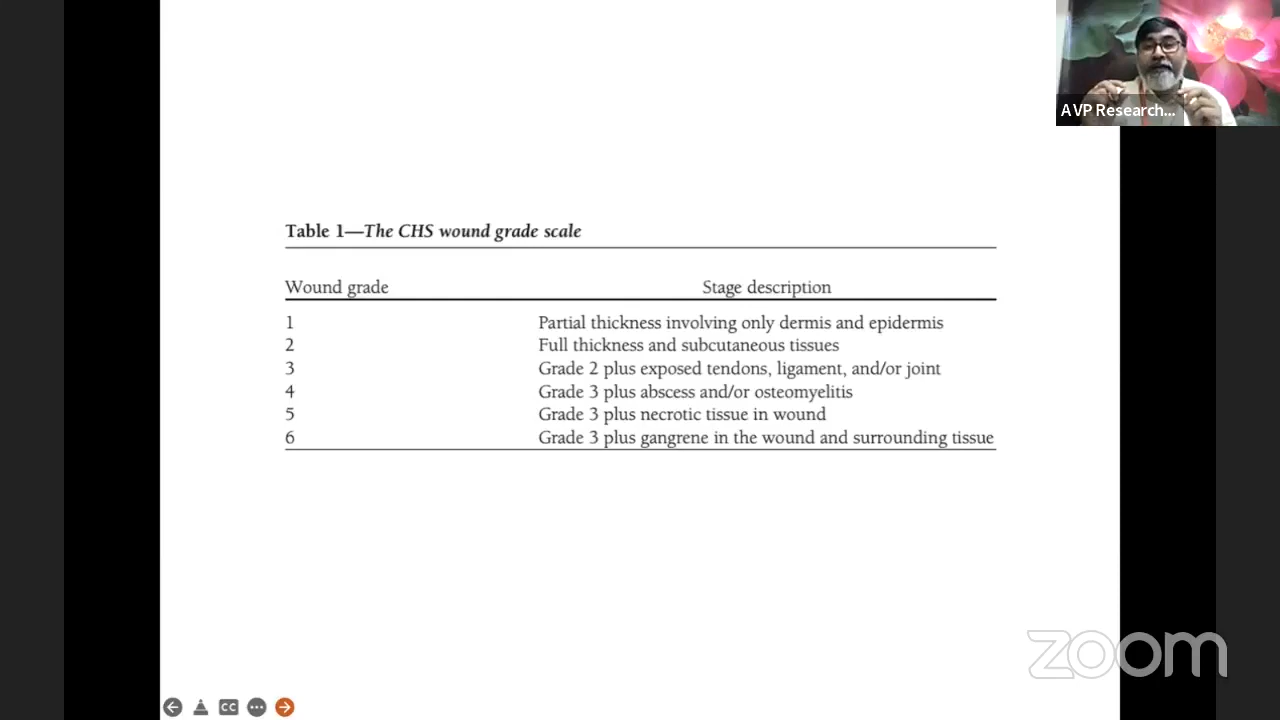 AVP Research...
Table 1—The CHS wound grade scale
Wound grade Stage description
1 Partial thickness involving only dermis and epidermis
2 Full thickness and subcutaneous tissues
3 Grade 2 plus exposed tendons, ligament, and/or joint
4 Grade 3 plus abscess and/or osteomyelitis
5 Grade 3 plus necrotic tissue in wound
6 Grade 3 plus gangrene in the wound and surrounding tissue
zoom
CC